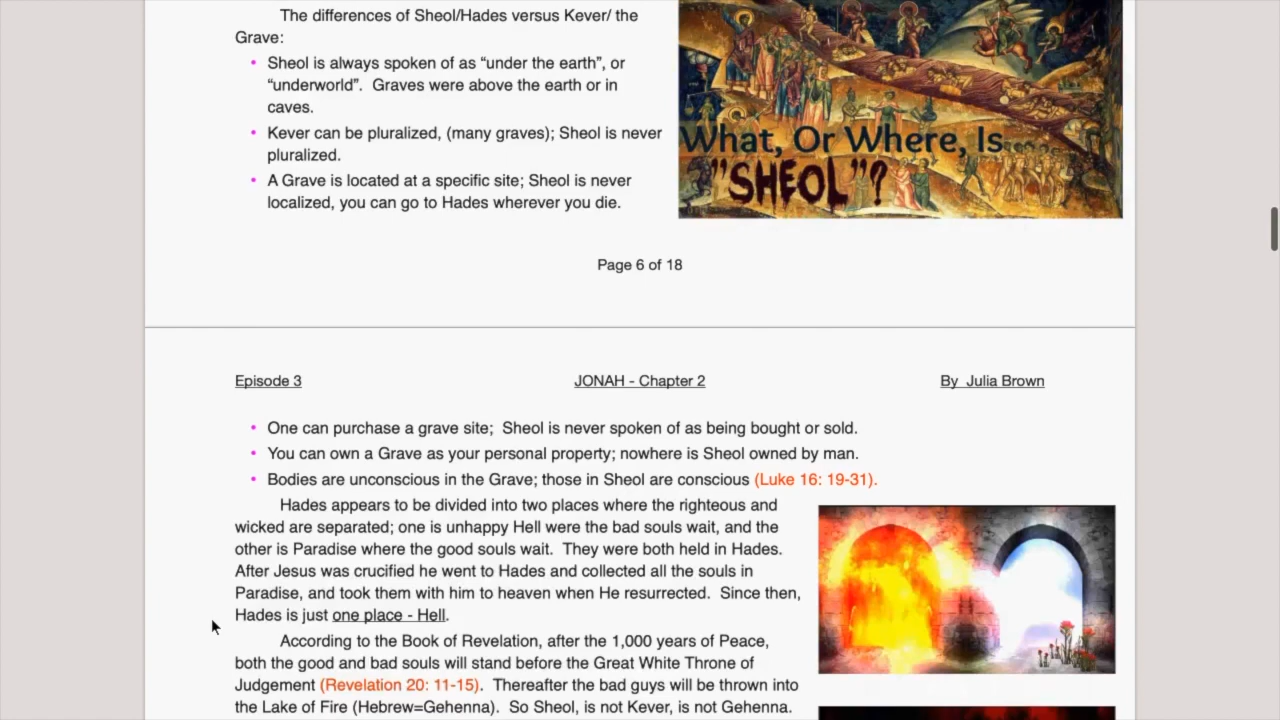 The differences of Sheol/Hades versus Kever/ the
Grave:
• Sheol is always spoken of as “under the earth”, or
“underworld”.  Graves were above the earth or in
caves.
• Kever can be pluralized, (many graves); Sheol is never
pluralized.
• A Grave is located at a specific site; Sheol is never
localized, you can go to Hades wherever you die.
What, Or Where, Is
"SHEOL"?
Page 6 of 18
Episode 3 JONAH - Chapter 2 By  Julia Brown
• One can purchase a grave site;  Sheol is never spoken of as being bought or sold.
• You can own a Grave as your personal property; nowhere is Sheol owned by man.
• Bodies are unconscious in the Grave; those in Sheol are conscious (Luke 16: 19-31).
Hades appears to be divided into two places where the righteous and
wicked are separated; one is unhappy Hell were the bad souls wait, and the
other is Paradise where the good souls wait.  They were both held in Hades.
After Jesus was crucified he went to Hades and collected all the souls in
Paradise, and took them with him to heaven when He resurrected.  Since then,
Hades is just one place - Hell.
According to the Book of Revelation, after the 1,000 years of Peace,
both the good and bad souls will stand before the Great White Throne of
Judgement (Revelation 20: 11-15).  Thereafter the bad guys will be thrown into
the Lake of Fire (Hebrew=Gehenna).  So Sheol, is not Kever, is not Gehenna.